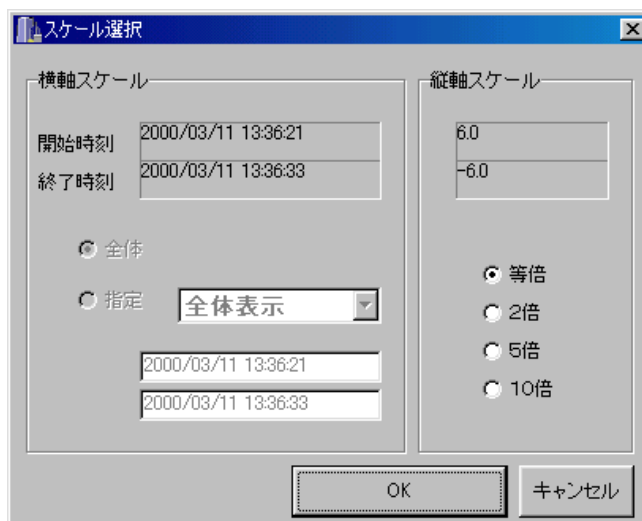 スケール選択
横軸スケール
開始時刻 2000/03/11 13:36:21
終了時刻 2000/03/11 13:36:33
全体
指定 全体表示
2000/03/11 13:36:21
2000/03/11 13:36:33
縦軸スケール
6.0
-6.0
等倍
2倍
5倍
10倍
OK キャンセル